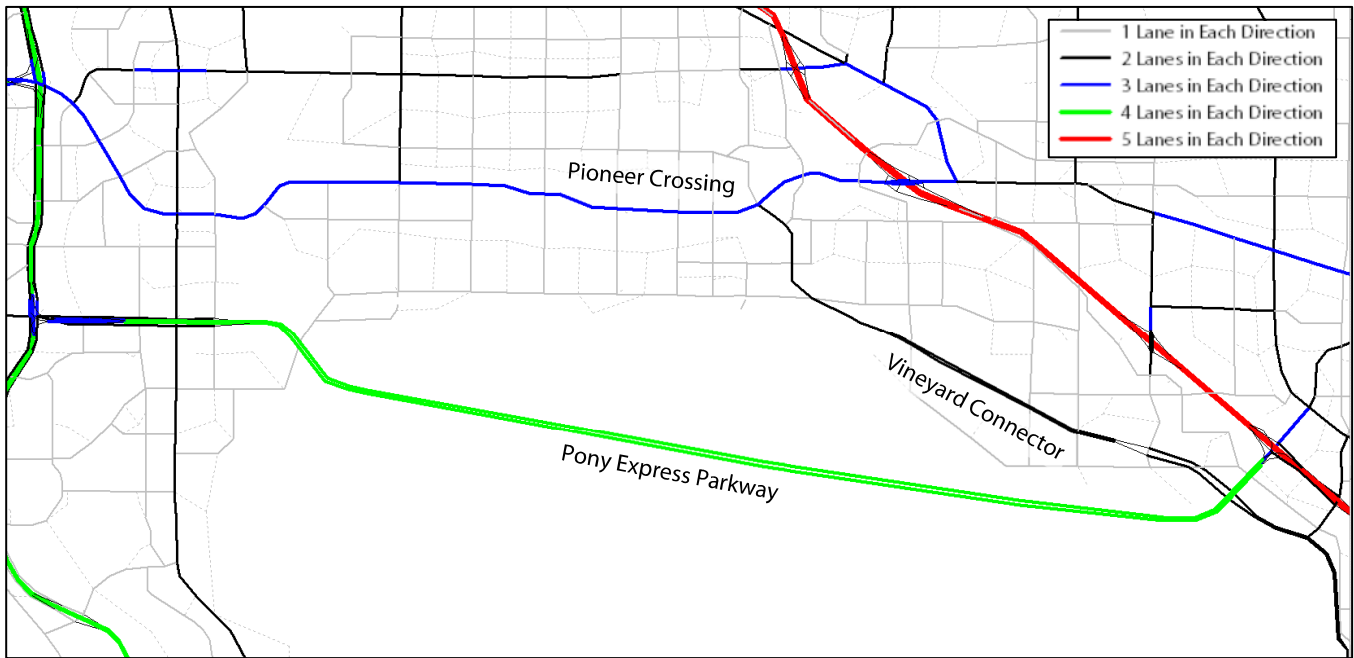 1 Lane in Each Direction
2 Lanes in Each Direction
3 Lanes in Each Direction
4 Lanes in Each Direction
5 Lanes in Each Direction
Pioneer Crossing
Vineyard Connector
Pony Express Parkway